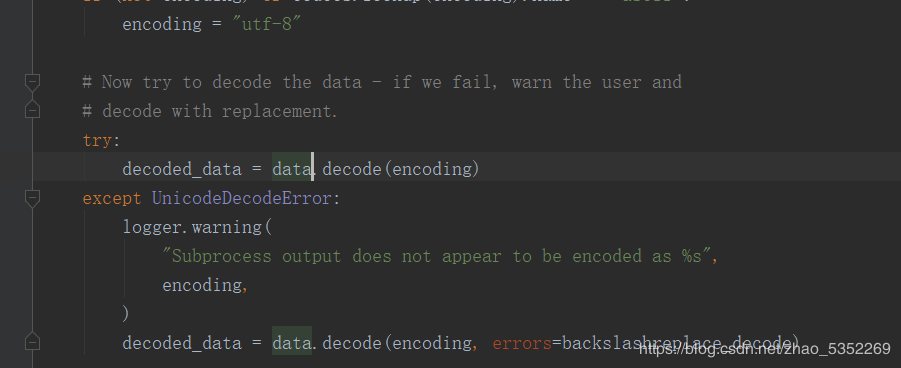 encoding = "utf-8"
# Now try to decode the data - if we fail, warn the user and
# decode with replacement.
try:
decoded_data = data.decode(encoding)
except UnicodeDecodeError:
logger.warning(
"Subprocess output does not appear to be encoded as %s",
encoding,
)
decoded_data = data.decode(encoding, errors=backslashreplace_decode)
https://blog.csdn.net/zhao_5352269